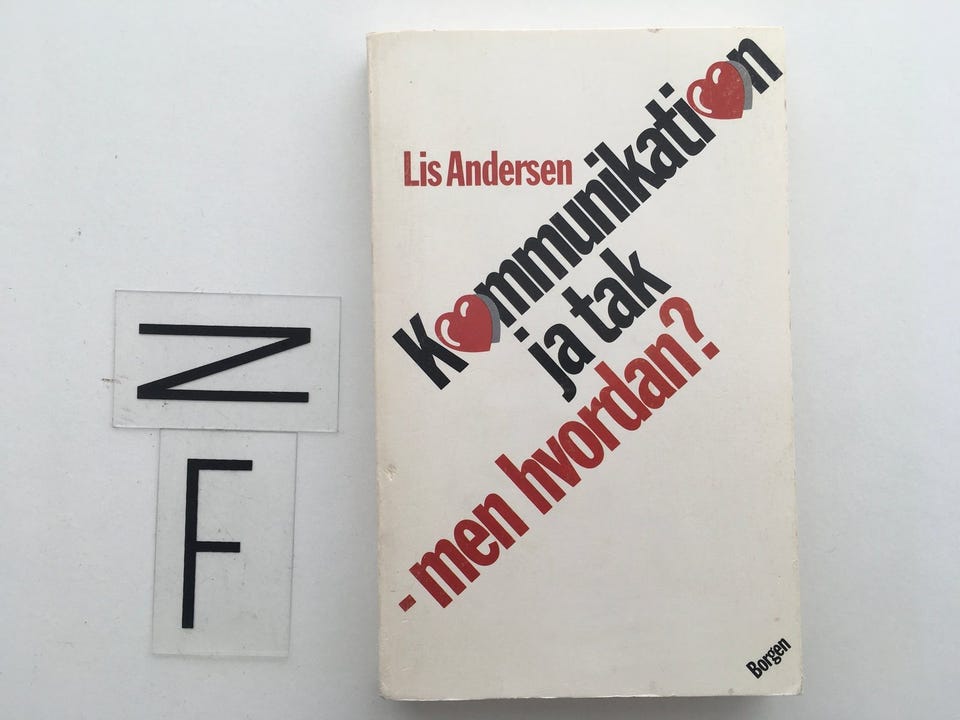 Lis Andersen
Kommunikation
ja tak
- men hvordan?
Borgen
Z
F